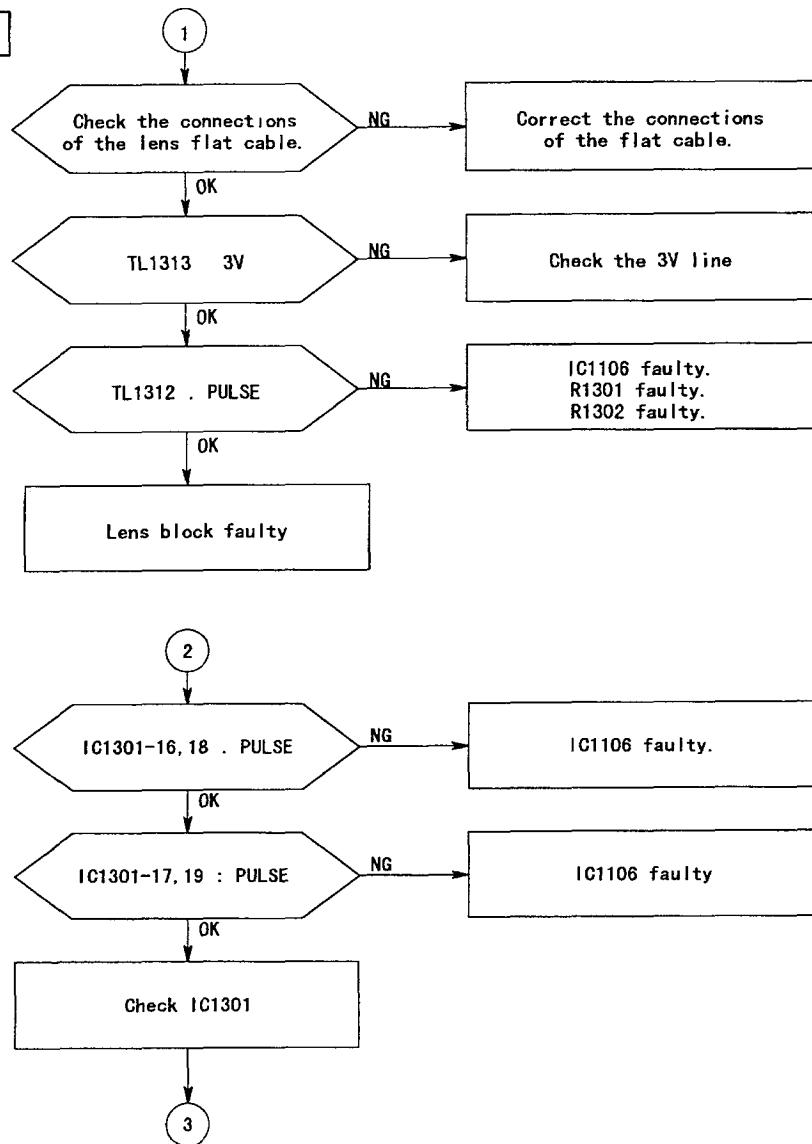 1
Check the connections
of the lens flat cable.
NG
Correct the connections
of the flat cable.
OK
TL1313 3V
NG
Check the 3V line
OK
TL1312 . PULSE
NG
IC1106 faulty.
R1301 faulty.
R1302 faulty.
OK
Lens block faulty
2
IC1301-16,18 . PULSE
NG
IC1106 faulty.
OK
IC1301-17,19 : PULSE
NG
IC1106 faulty
OK
Check IC1301
3